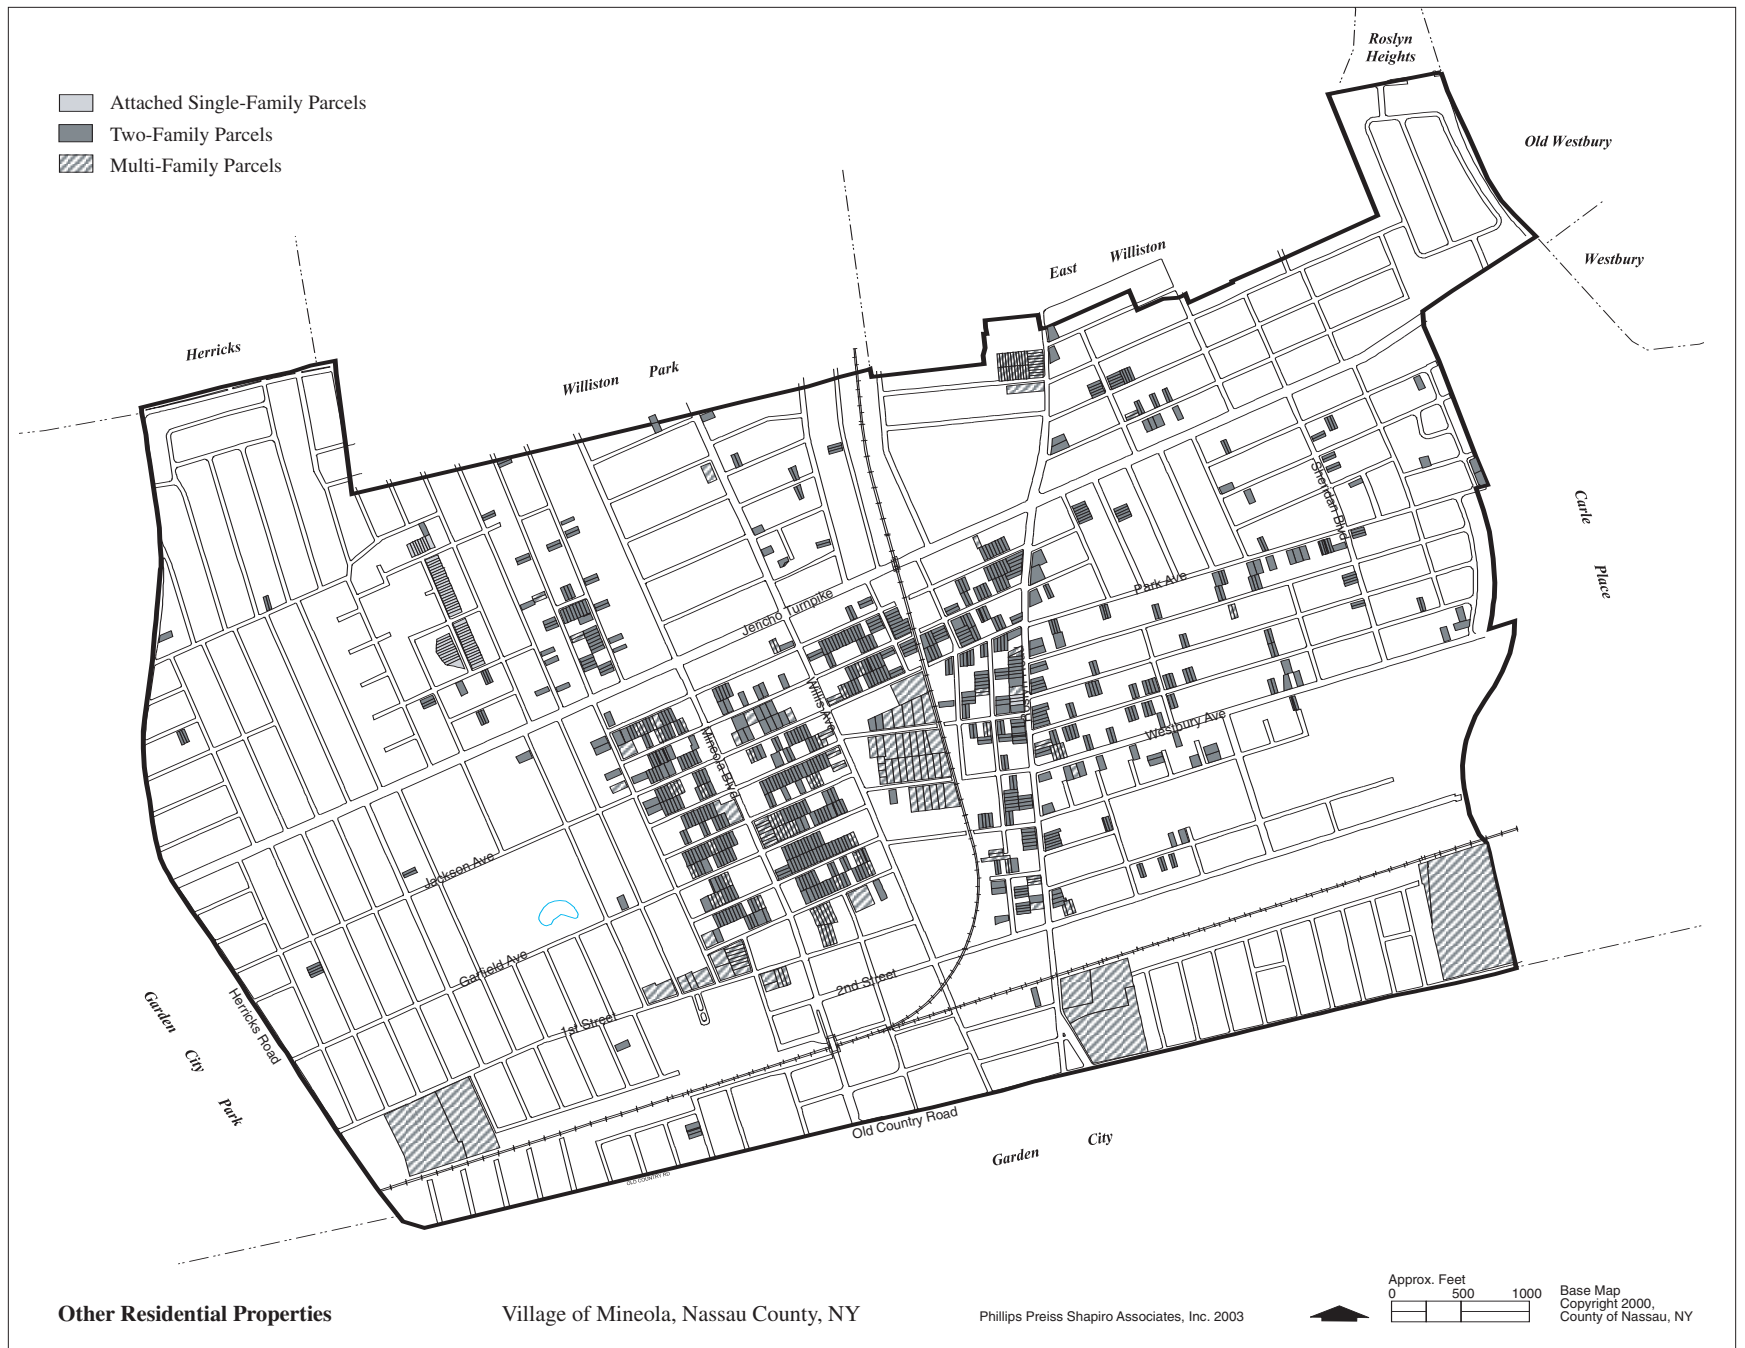 Roslyn
Heights
Attached Single-Family Parcels
Two-Family Parcels
Multi-Family Parcels
Old Westbury
East Williston
Westbury
Herricks
Williston Park
Sheridan Blvd
Carle Place
Park Ave
Jencho Turnpike
Willis Ave
Westbury Ave
Mineola Blvd
Jackson Ave
Garfield Ave
2nd Street
Garden City Park
Herricks Road
1st Street
Old Country Road
Garden City
OLD COUNTRY RD
Other Residential Properties
Village of Mineola, Nassau County, NY
Phillips Preiss Shapiro Associates, Inc. 2003
Approx. Feet
0 500 1000
Base Map
Copyright 2000,
County of Nassau, NY